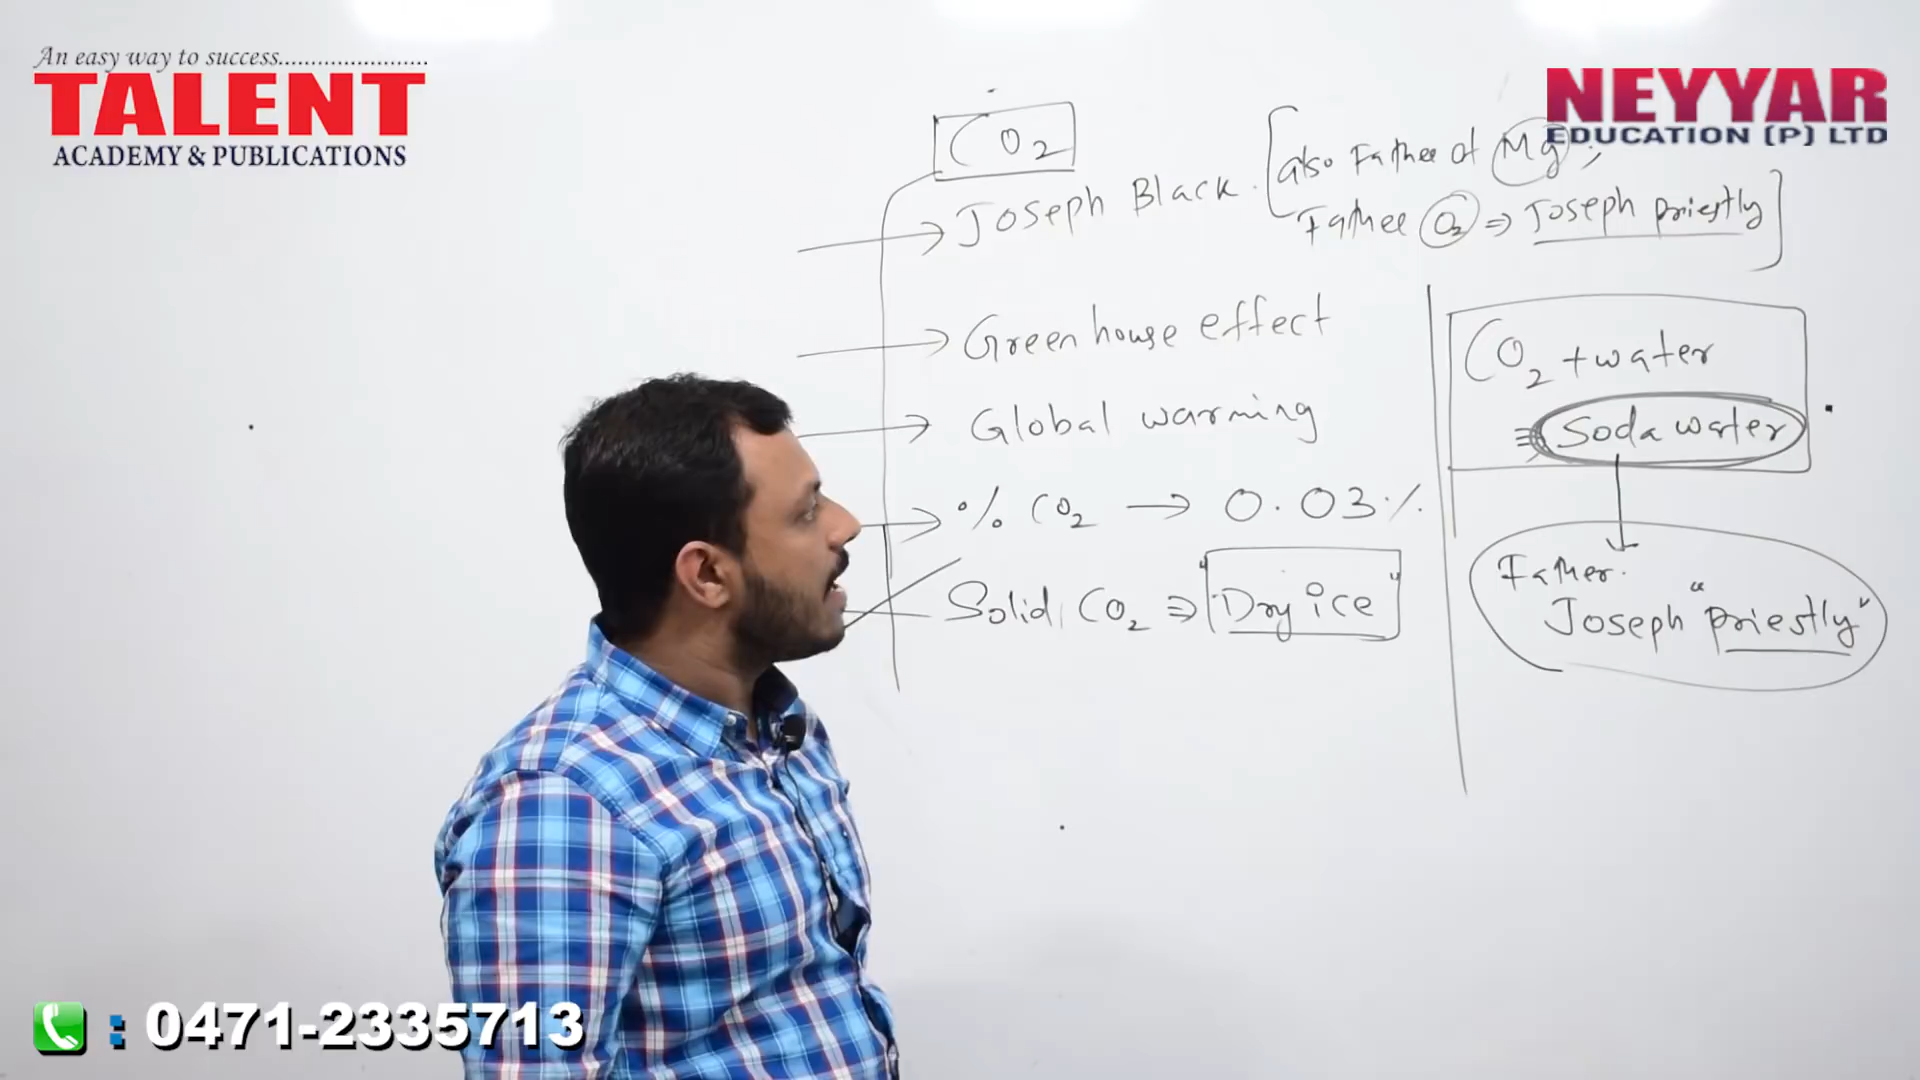 An easy way to success.......................
TALENT
ACADEMY & PUBLICATIONS
NEYYAR
EDUCATION (P) LTD
CO2
Joseph Black. [also Father of Mg;
Father O2 ⇒ Joseph priestly]
Green house effect
Global warming
% CO2 → 0.03%
Solid CO2 ⇒ "Dry ice"
CO2 + water
≡ Soda water
Father.
Joseph "priestly"
: 0471-2335713